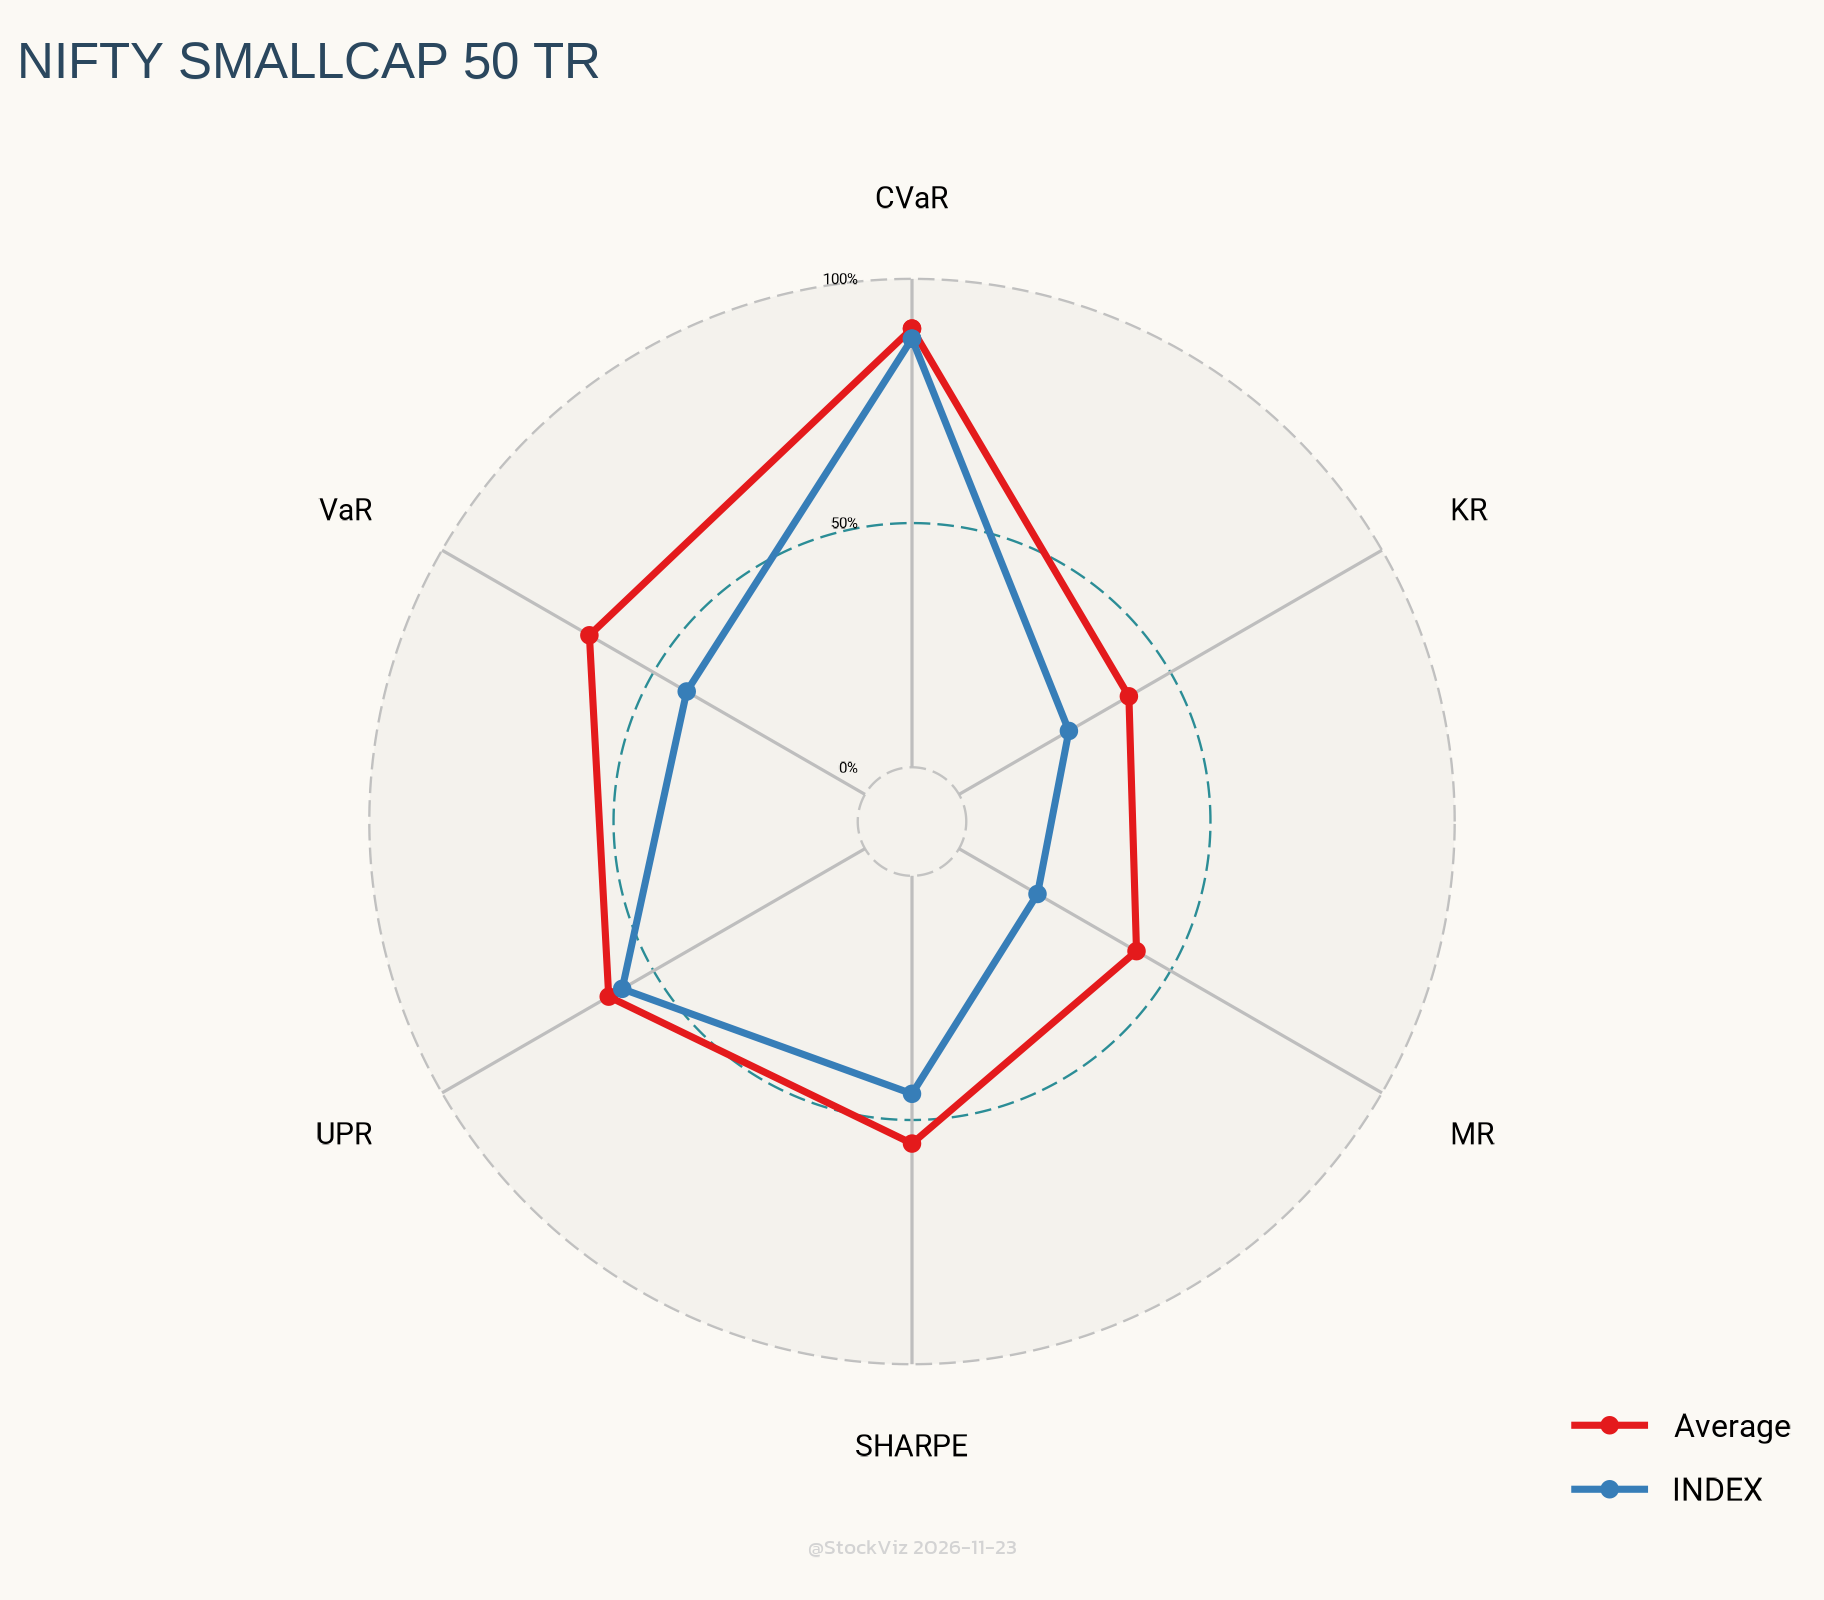 NIFTY SMALLCAP 50 TR
CVaR
100%
VaR
KR
50%
0%
UPR
MR
SHARPE
Average
INDEX
@StockViz 2026-11-23